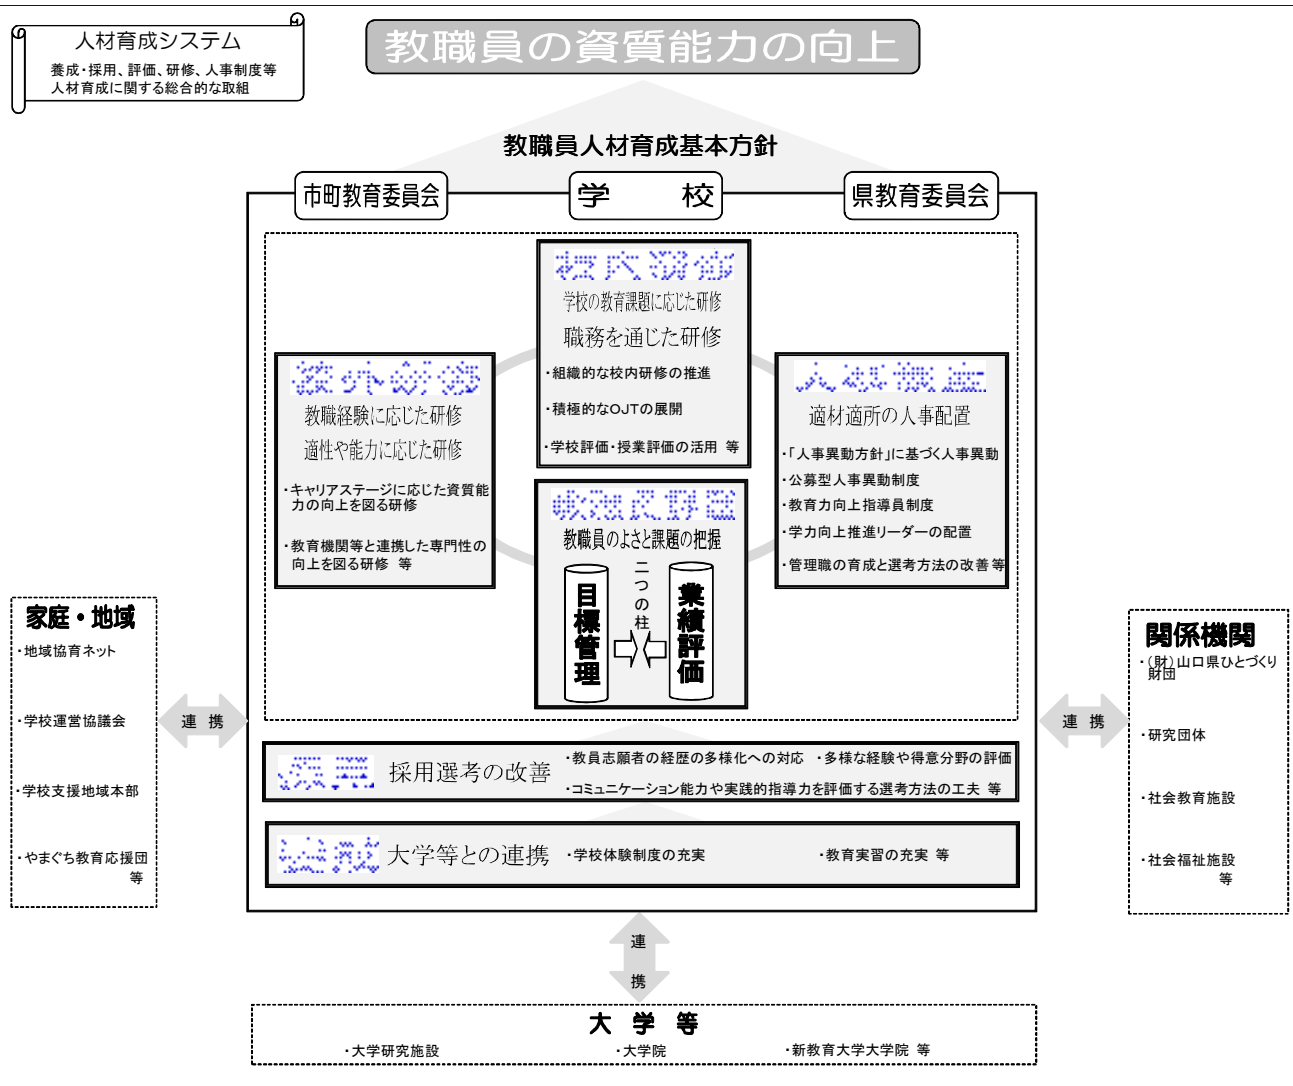 人材育成システム
養成・採用、評価、研修、人事制度等
人材育成に関する総合的な取組
教職員の資質能力の向上
教職員人材育成基本方針
市町教育委員会
学　校
県教育委員会
校内研修
学校の教育課題に応じた研修
職務を通じた研修
・組織的な校内研修の推進
・積極的なOJTの展開
・学校評価・授業評価の活用 等
校外研修
教職経験に応じた研修
適性や能力に応じた研修
・キャリアステージに応じた資質能
力の向上を図る研修
・教育機関等と連携した専門性の
向上を図る研修 等
適材適所の人事配置
・「人事異動方針」に基づく人事異動
・公募型人事異動制度
・教育力向上指導員制度
・学力向上推進リーダーの配置
・管理職の育成と選考方法の改善等
教職員評価
教職員のよさと課題の把握
二つの柱
目標管理
業績評価
家庭・地域
・地域協育ネット
・学校運営協議会
・学校支援地域本部
・やまぐち教育応援団
等
連 携
連 携
関係機関
・(財)山口県ひとづくり
財団
・研究団体
・社会教育施設
・社会福祉施設
等
採用
採用選考の改善
・教員志願者の経歴の多様化への対応
・多様な経験や得意分野の評価
・コミュニケーション能力や実践的指導力を評価する選考方法の工夫 等
養成
大学等との連携
・学校体験制度の充実
・教育実習の充実 等
連
携
大 学 等
・大学研究施設
・大学院
・新教育大学大学院 等